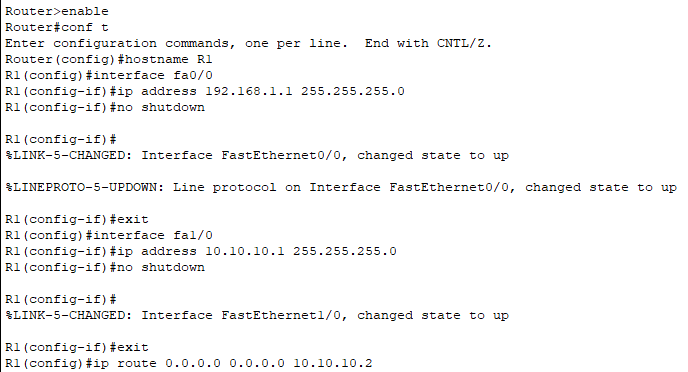 Router>enable
Router#conf t
Enter configuration commands, one per line.  End with CNTL/Z.
Router(config)#hostname R1
R1(config)#interface fa0/0
R1(config-if)#ip address 192.168.1.1 255.255.255.0
R1(config-if)#no shutdown
R1(config-if)#
%LINK-5-CHANGED: Interface FastEthernet0/0, changed state to up
%LINEPROTO-5-UPDOWN: Line protocol on Interface FastEthernet0/0, changed state to up
R1(config-if)#exit
R1(config)#interface fa1/0
R1(config-if)#ip address 10.10.10.1 255.255.255.0
R1(config-if)#no shutdown
R1(config-if)#
%LINK-5-CHANGED: Interface FastEthernet1/0, changed state to up
R1(config-if)#exit
R1(config)#ip route 0.0.0.0 0.0.0.0 10.10.10.2